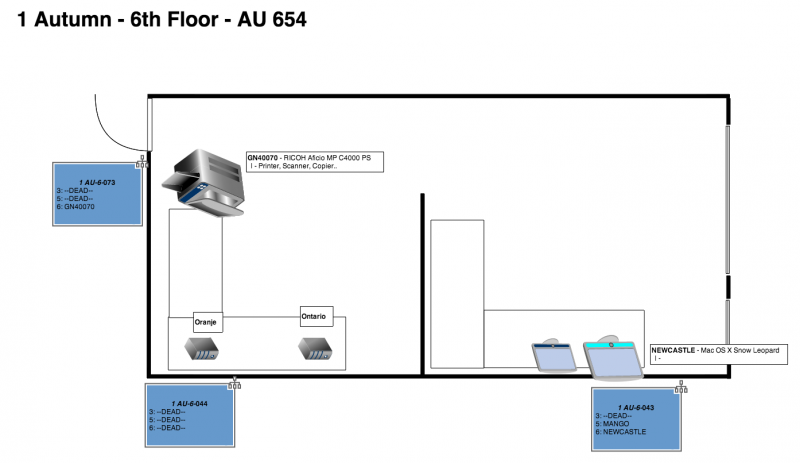 1 Autumn - 6th Floor - AU 654
GN40070 - RICOH Aficio MP C4000 PS
I - Printer, Scanner, Copier..
1 AU-6-073
3: --DEAD--
5: --DEAD--
6: GN40070
Oranje
Ontario
NEWCASTLE - Mac OS X Snow Leopard
I -
1 AU-6-044
3: --DEAD--
5: --DEAD--
6: --DEAD--
1 AU-6-043
3: --DEAD--
5: MANGO
6: NEWCASTLE